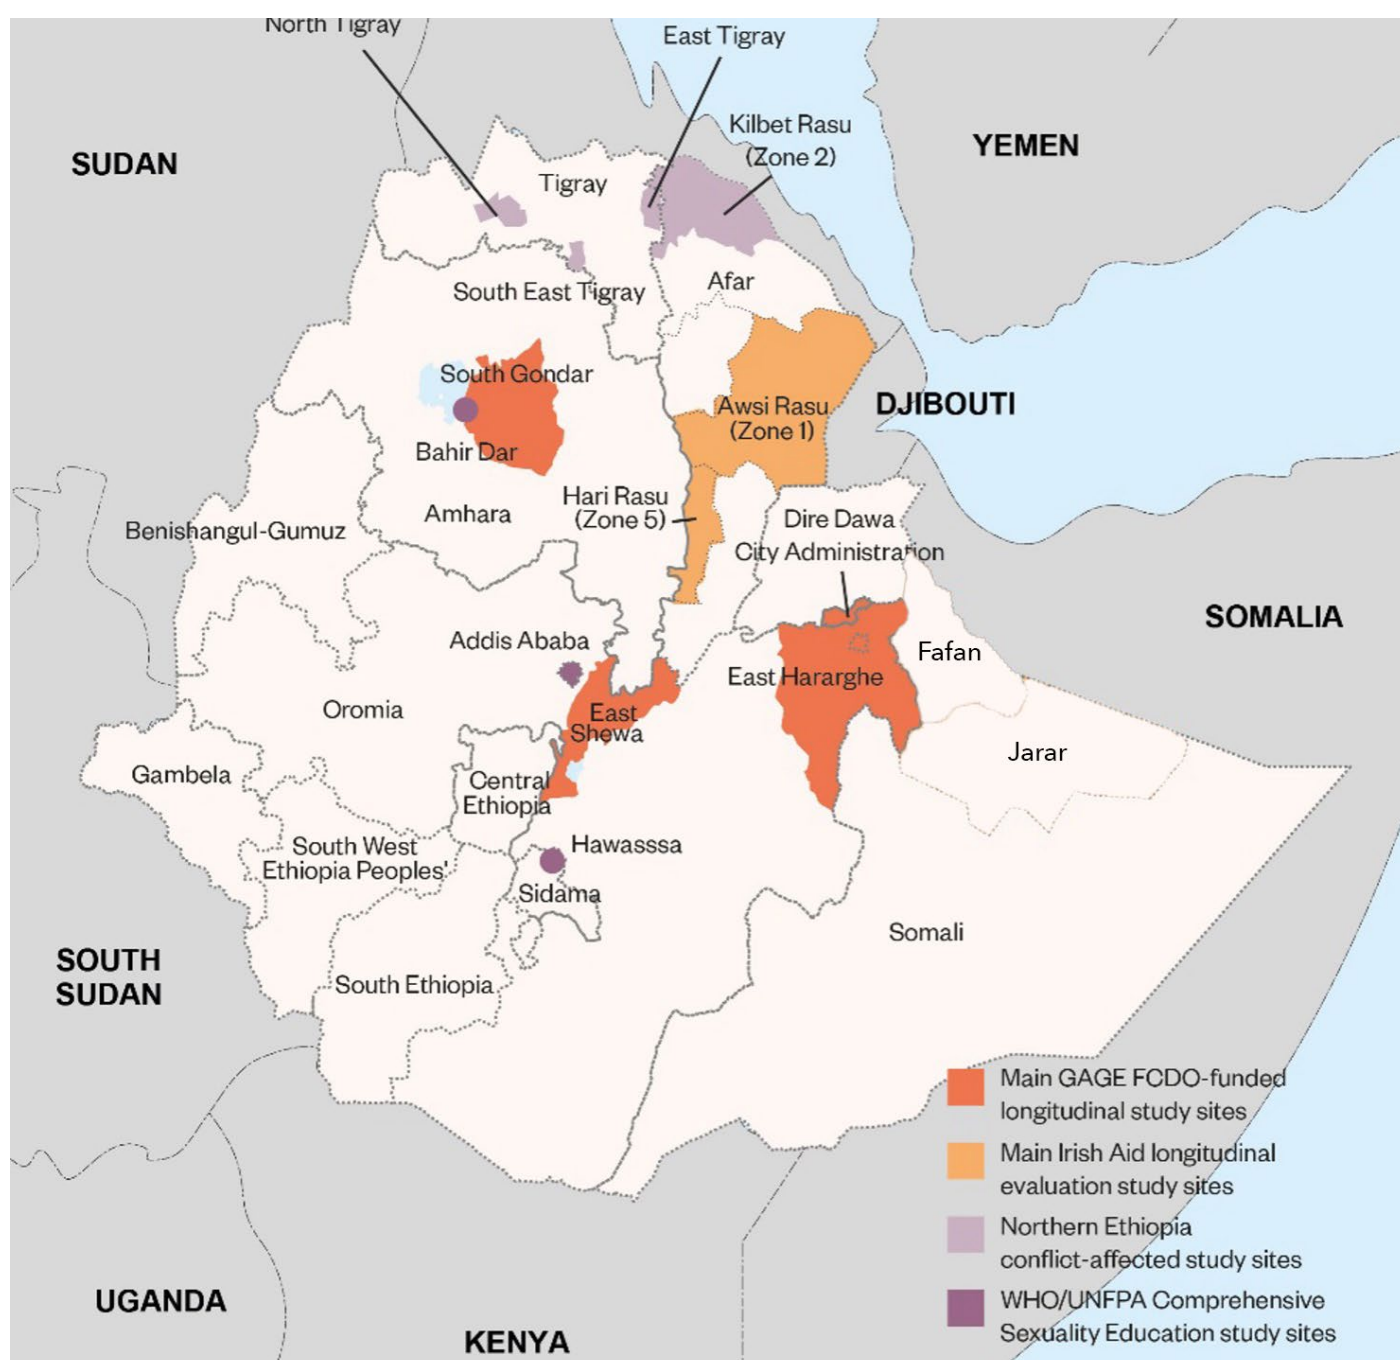 North Tigray
East Tigray
Kilbet Rasu
(Zone 2)
YEMEN
SUDAN
Tigray
Afar
South East Tigray
South Gondar
Awsi Rasu
(Zone 1)
DJIBOUTI
Bahir Dar
Hari Rasu
(Zone 5)
Amhara
Dire Dawa
City Administration
Benishangul-Gumuz
SOMALIA
Addis Ababa
Fafan
East Hararghe
Oromia
East
Shewa
Jarar
Gambela
Central
Ethiopia
South West
Ethiopia Peoples'
Hawasssa
Sidama
Somali
SOUTH
SUDAN
South Ethiopia
Main GAGE FCDO-funded
longitudinal study sites
Main Irish Aid longitudinal
evaluation study sites
Northern Ethiopia
conflict-affected study sites
WHO/UNFPA Comprehensive
Sexuality Education study sites
UGANDA
KENYA